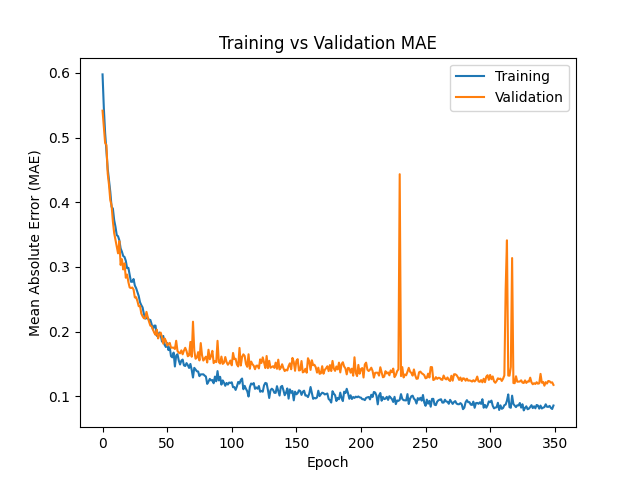 Training vs Validation MAE
Training
Validation
Mean Absolute Error (MAE)
0.6
0.5
0.4
0.3
0.2
0.1
0
50
100
150
200
250
300
350
Epoch